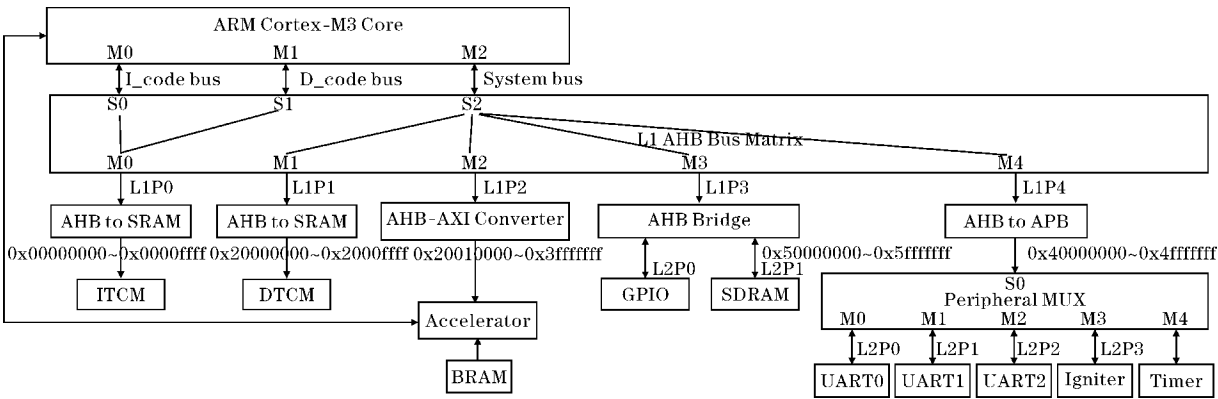 ARM Cortex-M3 Core
M0 M1 M2
I_code bus D_code bus System bus
S0 S1 S2
L1 AHB Bus Matrix
M0 M1 M2 M3 M4
L1P0 L1P1 L1P2 L1P3 L1P4
AHB to SRAM AHB to SRAM AHB-AXI Converter AHB Bridge AHB to APB
0x00000000~0x0000ffff 0x20000000~0x2000ffff 0x20010000~0x3fffffff 0x50000000~0x5fffffff 0x40000000~0x4fffffff
L2P0 L2P1
ITCM DTCM GPIO SDRAM
S0
Peripheral MUX
Accelerator
M0 M1 M2 M3 M4
L2P0 L2P1 L2P2 L2P3
BRAM UART0 UART1 UART2 Igniter Timer